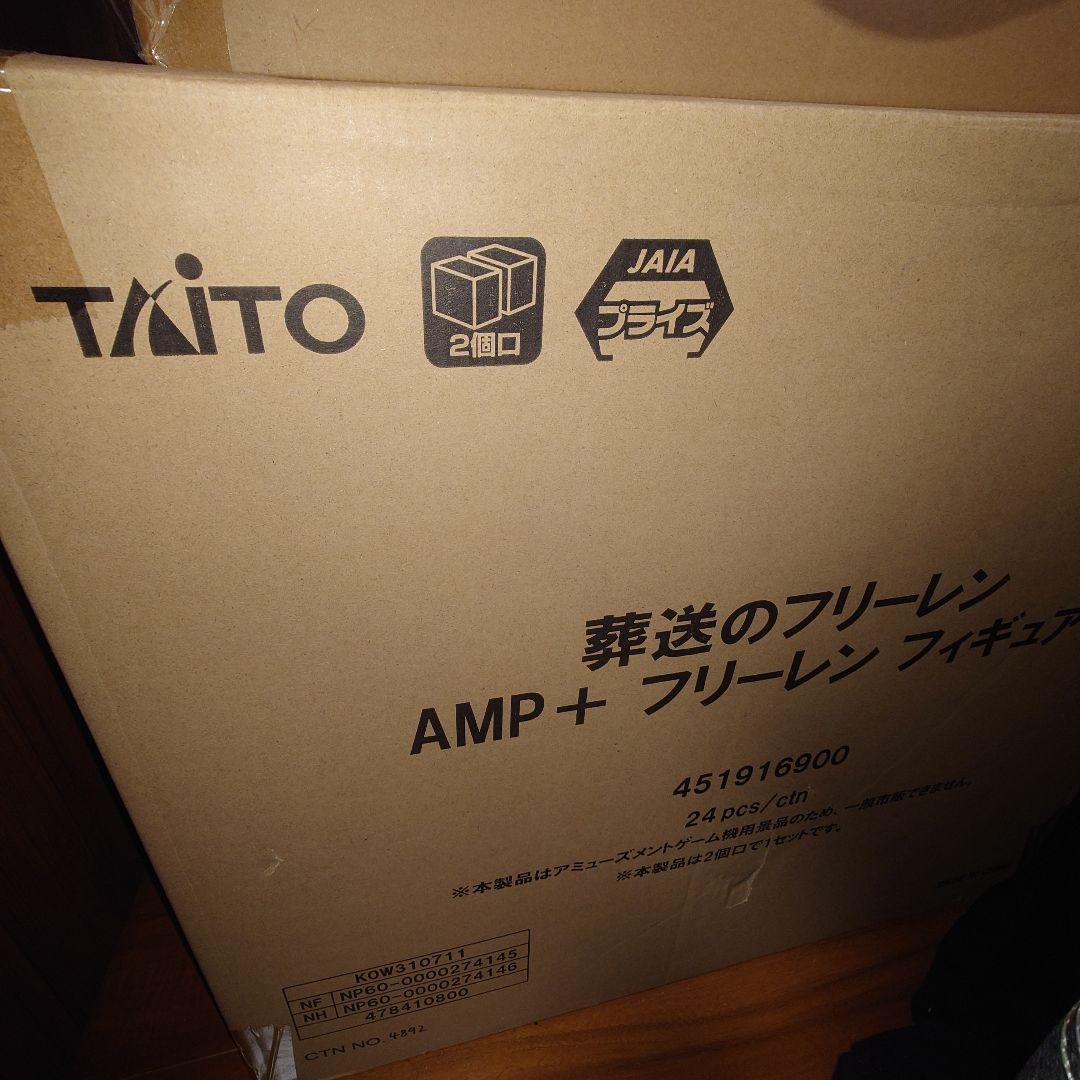 TAITO
2個口
JAIA
プライズ
葬送のフリーレン
AMP+ フリーレン フィギュア
451916900
24 pcs/ctn
※本製品はアミューズメントゲーム機用景品のため、一般市販できません。
※本製品は2個口で1セットです。
K0W310711
NF NP60-0000274145
NH NP60-0000274146
478410800
CTN NO. 4892